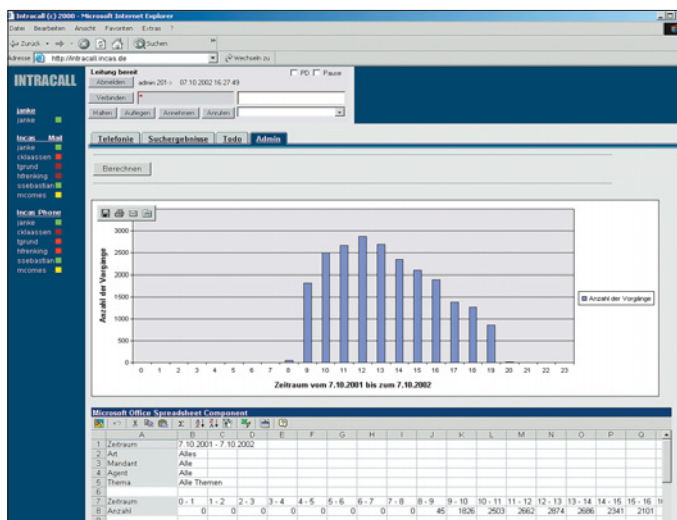 Intracall (c) 2000 - Microsoft Internet Explorer
Datei Bearbeiten Ansicht Favoriten Extras ?
Zurück Suchen
Adresse http://intracall.incas.de Wechseln zu
INTRACALL
janke
janke
Incas Mail
janke
cklaassen
tgrund
hfrenking
ssebastian
mcomes
Incas Phone
janke
cklaassen
tgrund
hfrenking
ssebastian
mcomes
Leitung bereit
PD Pause
Abmelden admin 201-> 07.10.2002 16:27:49
Verbinden *
Halten Auflegen Annehmen Anrufen
Telefonie Suchergebnisse Todo Admin
Berechnen
Anzahl der Vorgänge
3000
2500
2000
1500
1000
500
0
0 1 2 3 4 5 6 7 8 9 10 11 12 13 14 15 16 17 18 19 20 21 22 23
Zeitraum vom 7.10.2001 bis zum 7.10.2002
Anzahl der Vorgänge
Microsoft Office Spreadsheet Component
A B C D E F G H I J K L M N O P Q
1 Zeitraum 7.10.2001 - 7.10.2002
2 Art Alles
3 Mandant Alle
4 Agent Alle
5 Thema Alle Themen
6
7 Zeitraum 0 - 1 1 - 2 2 - 3 3 - 4 4 - 5 5 - 6 6 - 7 7 - 8 8 - 9 9 - 10 10 - 11 11 - 12 12 - 13 13 - 14 14 - 15 15 - 16
8 Anzahl 0 0 0 0 0 0 0 0 45 1826 2503 2662 2874 2686 2341 2101